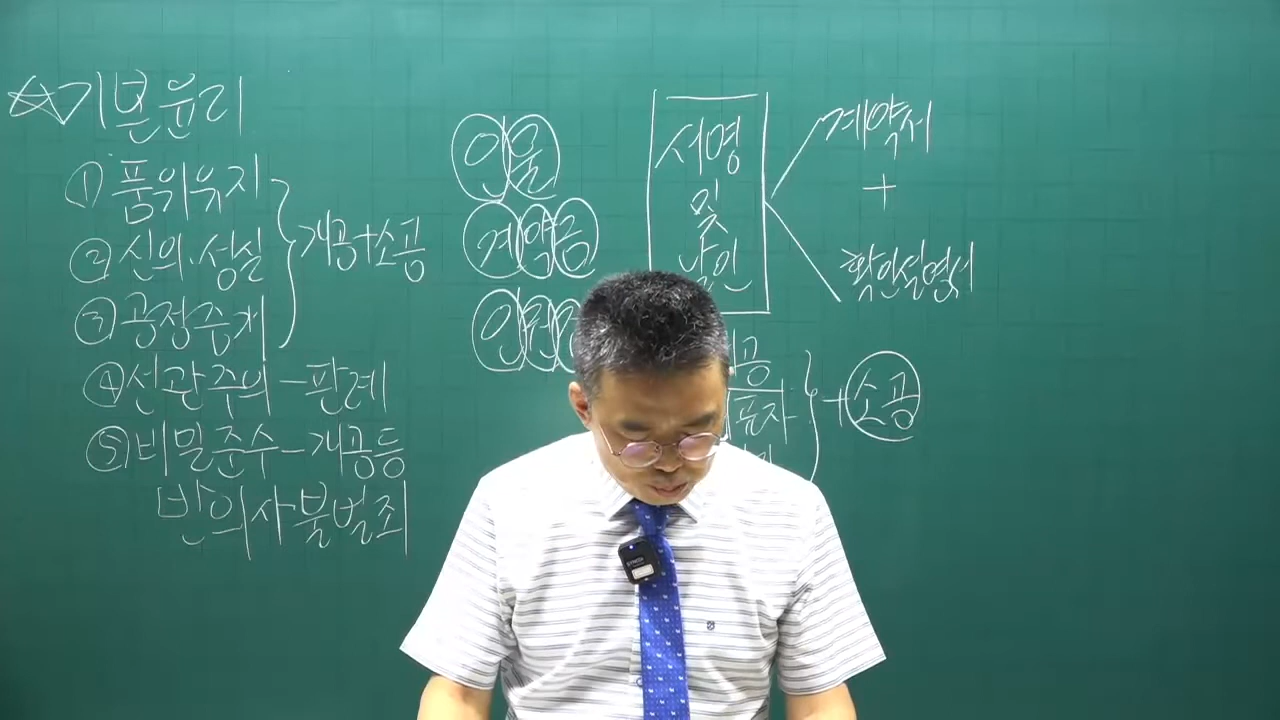 ☆기본윤리
① 품위유지
② 신의·성실
③ 공정중개
개공+소공
④ 선관주의 - 판례
⑤ 비밀준수 - 개공등
반의사불벌죄
인물
계약금
서명
및
날인
계약서
+
확인설명서
공
+ 소공